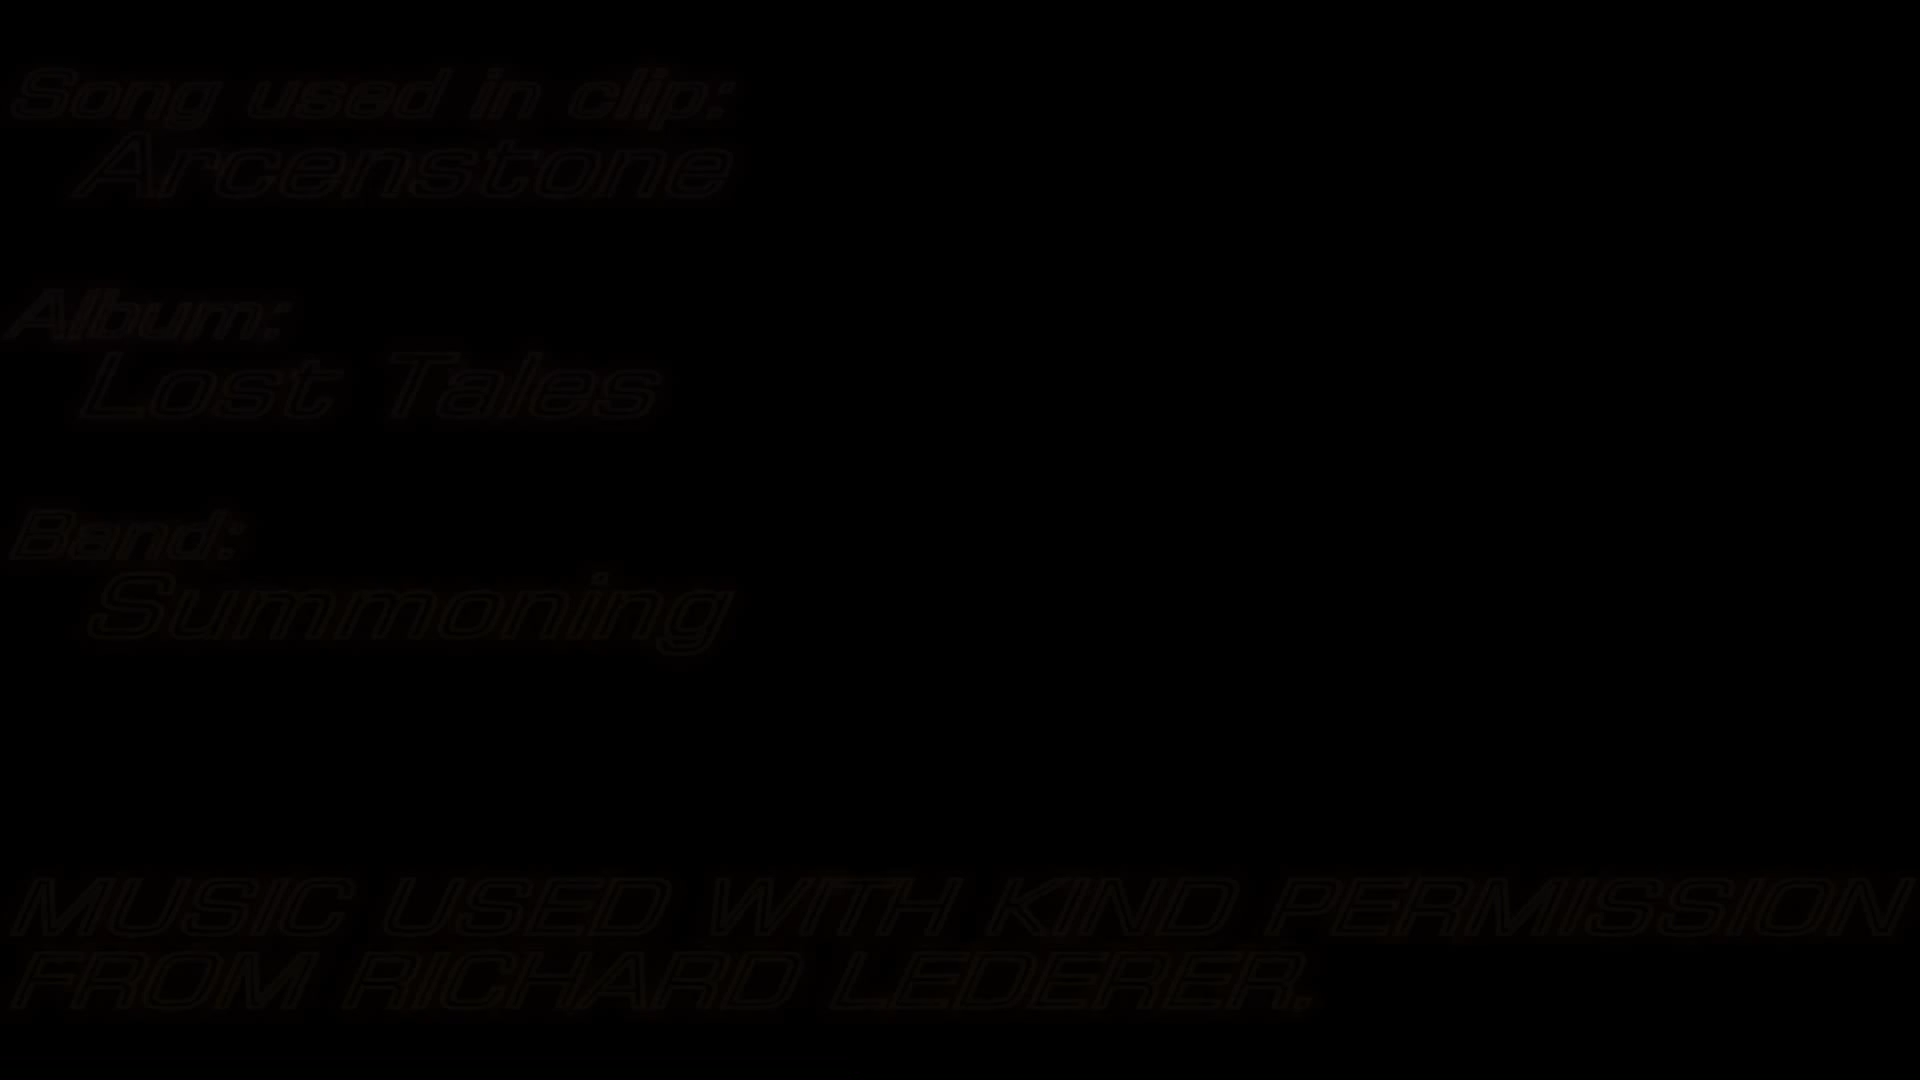 Song used in clip:
Arcenstone
Album:
Lost Tales
Band:
Summoning
MUSIC USED WITH KIND PERMISSION
FROM RICHARD LEDERER.